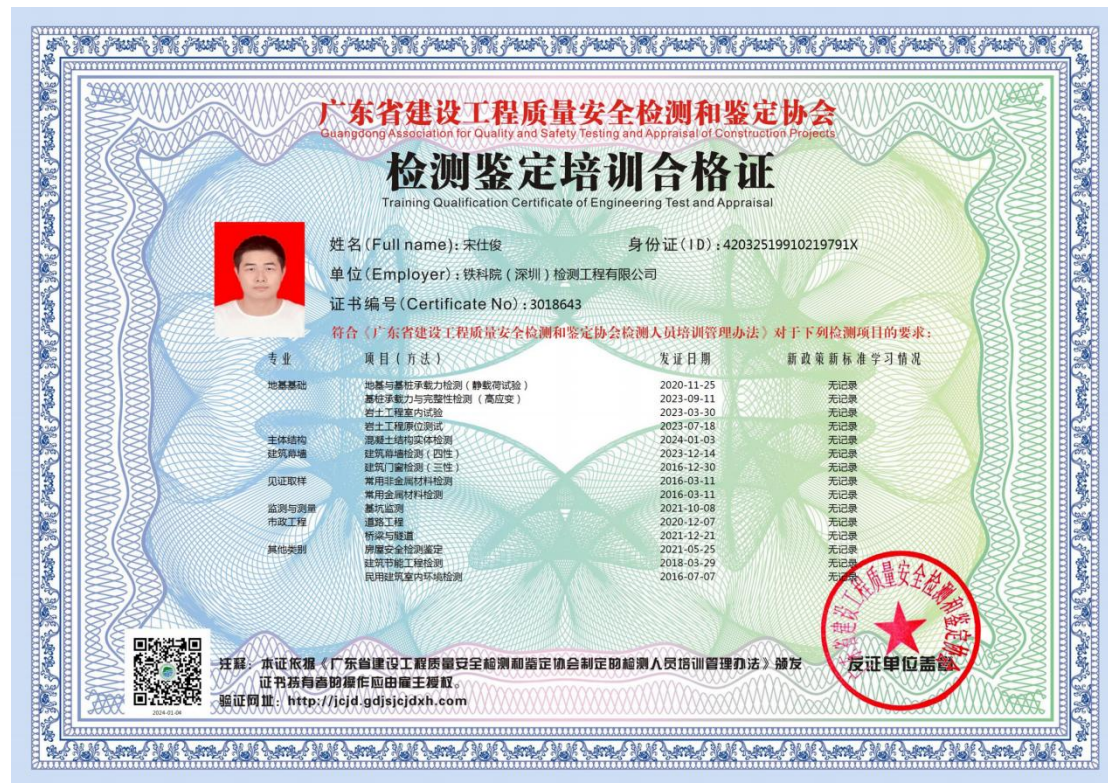 广东省建设工程质量安全检测和鉴定协会
Guangdong Association for Quality and Safety Testing and Appraisal of Construction Projects
检测鉴定培训合格证
Training Qualification Certificate of Engineering Test and Appraisal
姓名(Full name):宋仕俊 身份证(ID):42032519910219791X
单位(Employer):铁科院(深圳)检测工程有限公司
证书编号(Certificate No):3018643
符合《广东省建设工程质量安全检测和鉴定协会检测人员培训管理办法》对于下列检测项目的要求:
专业 项目(方法) 发证日期 新政策新标准学习情况
地基基础 地基与基桩承载力检测(静载荷试验) 2020-11-25 无记录
基桩承载力与完整性检测(高应变) 2023-09-11 无记录
岩土工程室内试验 2023-03-30 无记录
岩土工程原位测试 2023-07-18 无记录
主体结构 混凝土结构实体检测 2024-01-03 无记录
建筑幕墙 建筑幕墙检测(四性) 2023-12-14 无记录
建筑门窗检测(三性) 2016-12-30 无记录
见证取样 常用非金属材料检测 2016-03-11 无记录
常用金属材料检测 2016-03-11 无记录
监测与测量 基坑监测 2021-10-08 无记录
市政工程 道路工程 2020-12-07 无记录
桥梁与隧道 2021-12-21 无记录
其他类别 房屋安全检测鉴定 2021-05-25 无记录
建筑节能工程检测 2018-03-29 无记录
民用建筑室内环境检测 2016-07-07 无记录
广东省建设工程质量安全检测和鉴定协会
发证单位盖章
注释:本证依据《广东省建设工程质量安全检测和鉴定协会制定的检测人员培训管理办法》颁发
证书持有者的操作应由雇主授权。
验证网址:http://jcjd.gdjsjcjdxh.com
2024-01-04